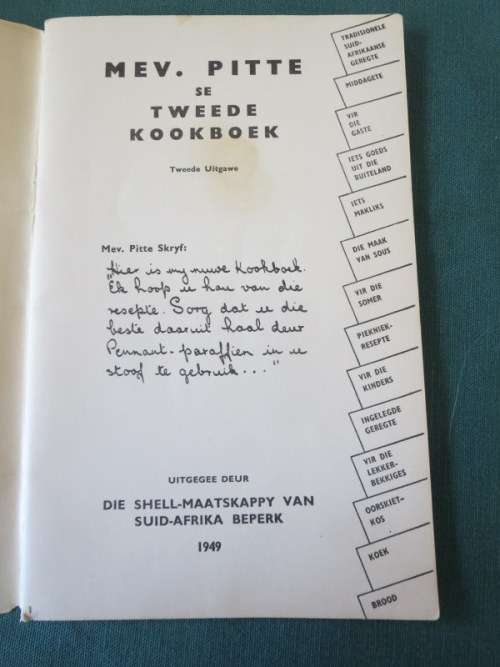 MEV. PITTE
SE
TWEEDE
KOOKBOEK
Tweede Uitgawe
Mev. Pitte Skryf:
"Hier is my nuwe Kookboek.
Ek hoop u hou van die
resepte. Sorg dat u die
beste daaruit haal deur
Pennant-paraffien in u
stoof te gebruik..."
UITGEGEE DEUR
DIE SHELL-MAATSKAPPY VAN
SUID-AFRIKA BEPERK
1949
TRADISIONELE
SUID-
AFRIKAANSE
GEREGTE
MIDDAGETE
VIR
DIE
GASTE
IETS GOEDS
UIT DIE
BUITELAND
IETS
MAKLIKS
DIE MAAK
VAN SOUS
VIR DIE
SOMER
PIEKNIEK-
RESEPTE
VIR DIE
KINDERS
INGELEGDE
GEREGTE
VIR DIE
LEKKER-
BEKKIGES
OORSKIET-
KOS
KOEK
BROOD